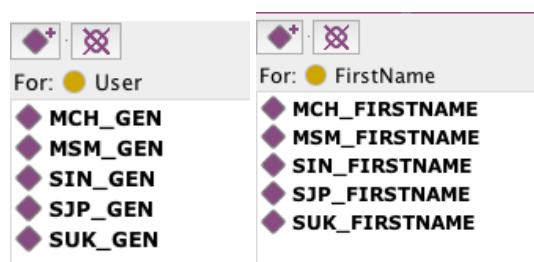 For: User
MCH_GEN
MSM_GEN
SIN_GEN
SJP_GEN
SUK_GEN
For: FirstName
MCH_FIRSTNAME
MSM_FIRSTNAME
SIN_FIRSTNAME
SJP_FIRSTNAME
SUK_FIRSTNAME